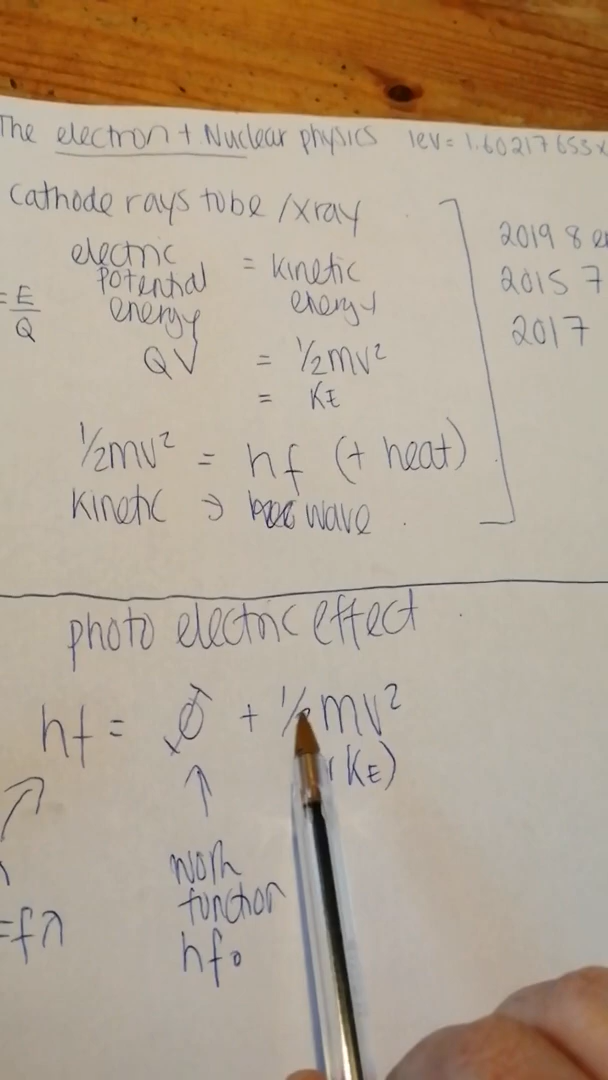 The electron + Nuclear physics 1ev = 1.60217653x
cathode rays tube / xray
electric potential energy = kinetic energy
= E/Q
QV = ½mv²
= KE
½mv² = hf (+ heat)
kinetic → wave
2019 8
2015 7
2017
photo electric effect
hf = Φ + ½mv²
(KE)
work
function
hf₀
=fλ